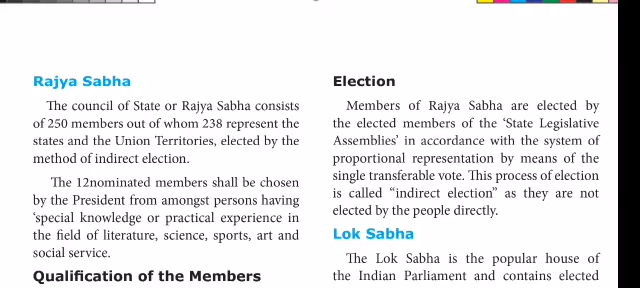 Rajya Sabha
The council of State or Rajya Sabha consists
of 250 members out of whom 238 represent the
states and the Union Territories, elected by the
method of indirect election.
The 12nominated members shall be chosen
by the President from amongst persons having
‘special knowledge or practical experience in
the field of literature, science, sports, art and
social service.
Qualification of the Members
Election
Members of Rajya Sabha are elected by
the elected members of the ‘State Legislative
Assemblies’ in accordance with the system of
proportional representation by means of the
single transferable vote. This process of election
is called “indirect election” as they are not
elected by the people directly.
Lok Sabha
The Lok Sabha is the popular house of
the Indian Parliament and contains elected